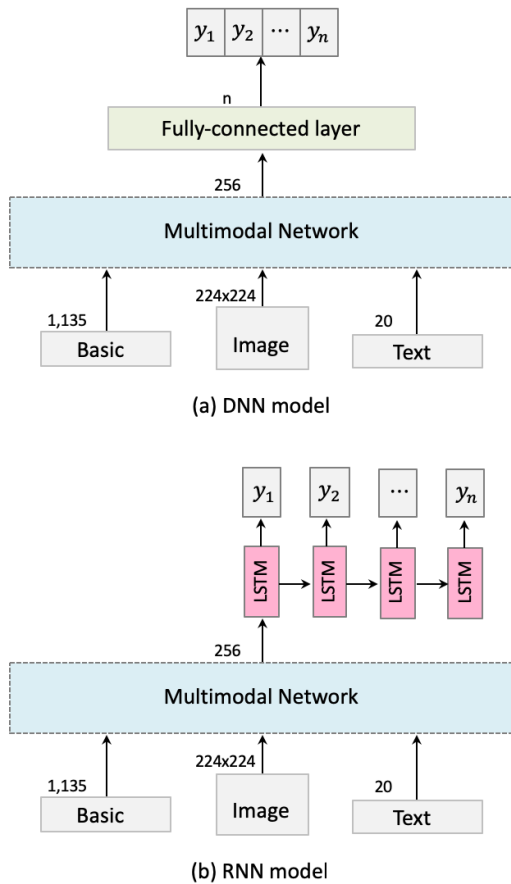 y1 y2 ⋯ yn
n
Fully-connected layer
256
Multimodal Network
1,135 224x224 20
Basic Image Text
(a) DNN model
y1 y2 ⋯ yn
LSTM LSTM LSTM LSTM
256
Multimodal Network
1,135 224x224 20
Basic Image Text
(b) RNN model